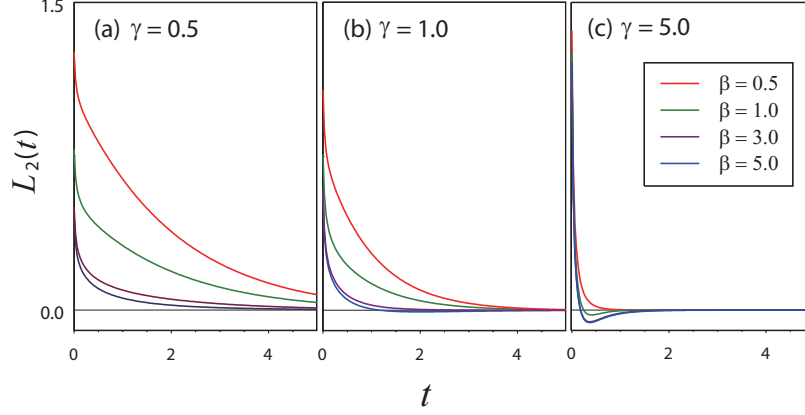 1.5
(a) γ = 0.5
(b) γ = 1.0
(c) γ = 5.0
β = 0.5
β = 1.0
β = 3.0
β = 5.0
L₂(t)
0.0
0 2 4 0 2 4 0 2 4
t